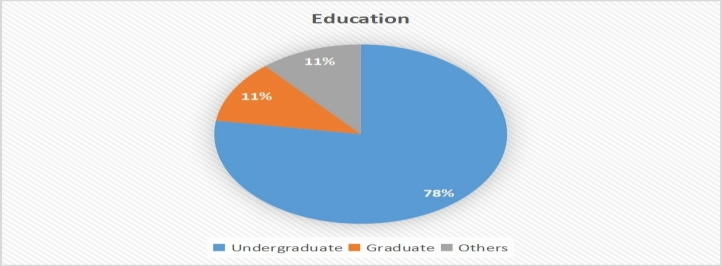 Education
11%
11%
78%
Undergraduate Graduate Others